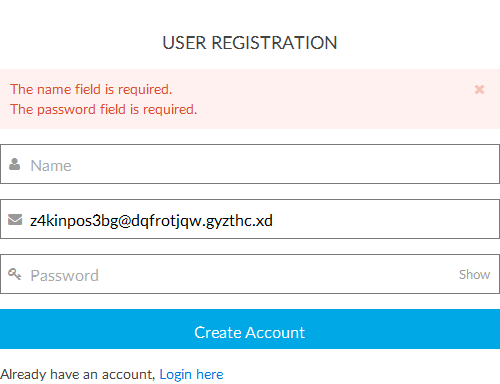 USER REGISTRATION
The name field is required.
The password field is required.
Name
z4kinpos3bg@dqfrotjqw.gyzthc.xd
Password Show
Create Account
Already have an account, Login here